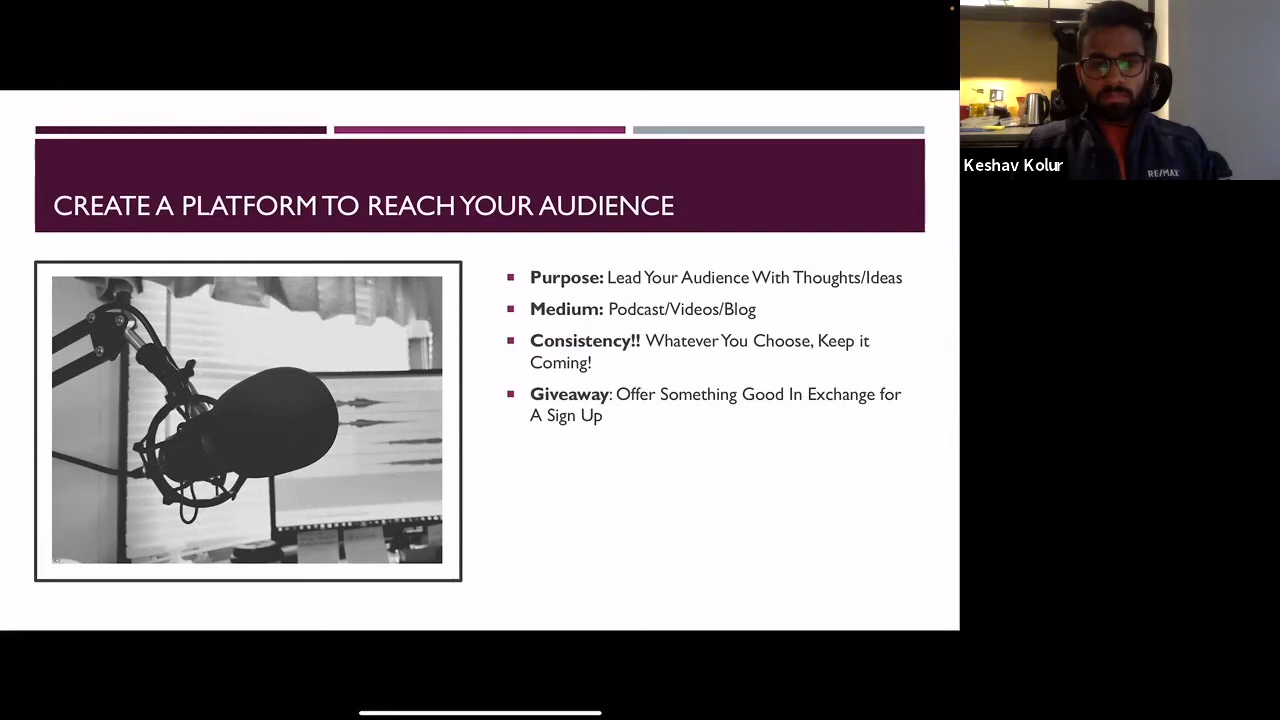 CREATE A PLATFORM TO REACH YOUR AUDIENCE
Purpose: Lead Your Audience With Thoughts/Ideas
Medium: Podcast/Videos/Blog
Consistency!! Whatever You Choose, Keep it
Coming!
Giveaway: Offer Something Good In Exchange for
A Sign Up
Keshav Kolur
RE/MAX